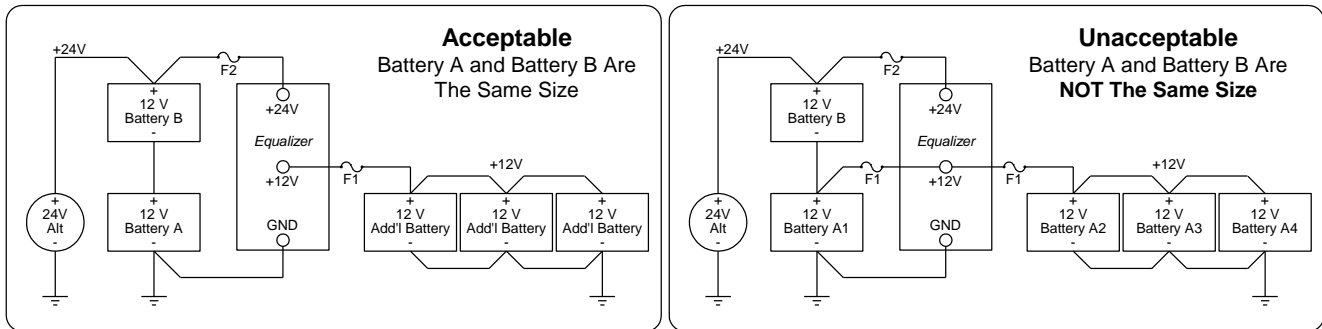 Acceptable
Battery A and Battery B Are
The Same Size
+24V
F2
+
12 V
Battery B
-
+24V
Equalizer
+12V
F1
+12V
+
24V
Alt
-
+
12 V
Battery A
-
GND
+
12 V
Add'l Battery
-
+
12 V
Add'l Battery
-
+
12 V
Add'l Battery
-
Unacceptable
Battery A and Battery B Are
NOT The Same Size
+24V
F2
+
12 V
Battery B
-
+24V
Equalizer
F1
+12V
F1
+12V
+
24V
Alt
-
+
12 V
Battery A1
-
GND
+
12 V
Battery A2
-
+
12 V
Battery A3
-
+
12 V
Battery A4
-